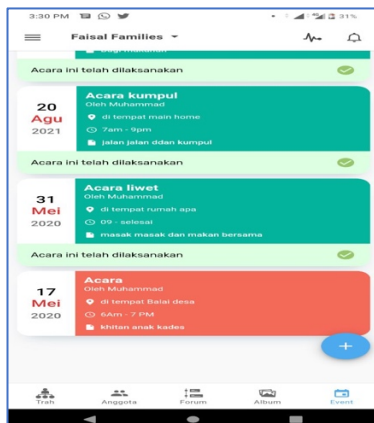 3:30 PM
31%
Faisal Families
Acara ini telah dilaksanakan
20
Agu
2021
Acara kumpul
Oleh Muhammad
di tempat main home
7am - 9pm
jalan jalan ddan kumpul
Acara ini telah dilaksanakan
31
Mei
2020
Acara liwet
Oleh Muhammad
di tempat rumah apa
09 - selesai
masak masak dan makan bersama
Acara ini telah dilaksanakan
17
Mei
2020
Acara
Oleh Muhammad
di tempat Balai desa
6Am - 7 PM
khitan anak kades
+
Trah
Anggota
Forum
Album
Event